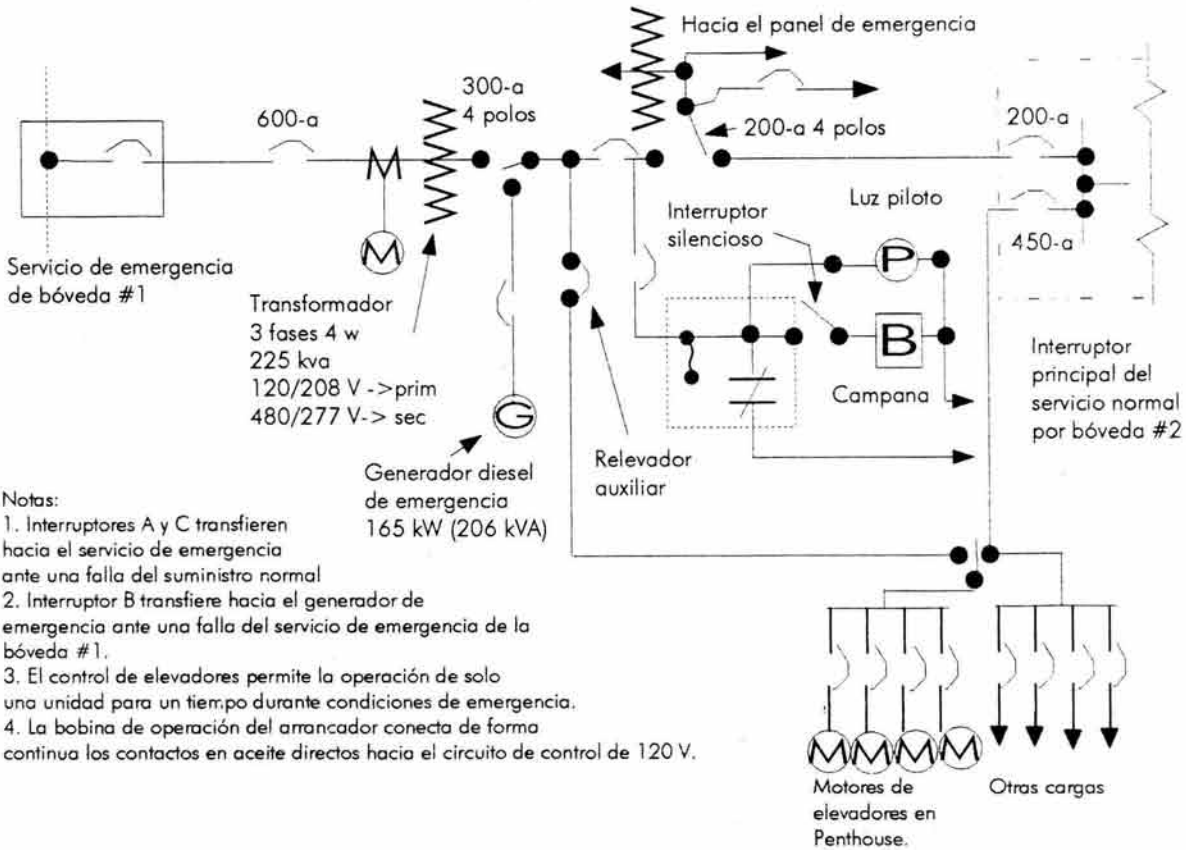 Hacia el panel de emergencia
300-a
4 polos
600-a
200-a 4 polos
200-a
M
M
Interruptor
silencioso
Luz piloto
P
450-a
Servicio de emergencia
de bóveda #1
Transformador
3 fases 4 w
225 kva
120/208 V ->prim
480/277 V-> sec
B
Campana
Interruptor
principal del
servicio normal
por bóveda #2
G
Generador diesel
de emergencia
165 kW (206 kVA)
Relevador
auxiliar
Notas:
1. Interruptores A y C transfieren
hacia el servicio de emergencia
ante una falla del suministro normal
2. Interruptor B transfiere hacia el generador de
emergencia ante una falla del servicio de emergencia de la
bóveda #1.
3. El control de elevadores permite la operación de solo
una unidad para un tiempo durante condiciones de emergencia.
4. La bobina de operación del arrancador conecta de forma
continua los contactos en aceite directos hacia el circuito de control de 120 V.
M M M M
Motores de
elevadores en
Penthouse.
Otras cargas